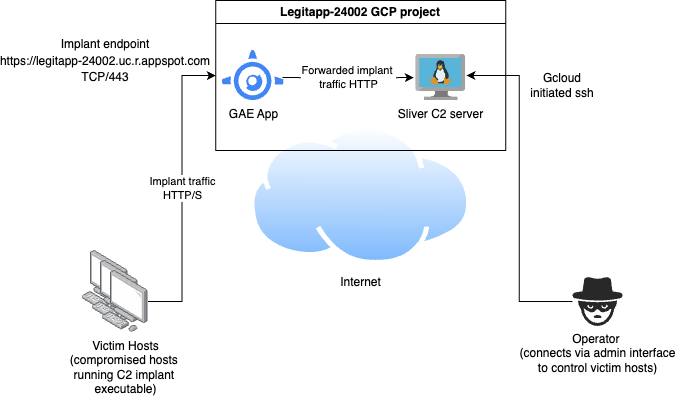 Legitapp-24002 GCP project
Implant endpoint
https://legitapp-24002.uc.r.appspot.com
TCP/443
Forwarded implant
traffic HTTP
GAE App
Sliver C2 server
Gcloud
initiated ssh
Implant traffic
HTTP/S
Internet
Victim Hosts
(compromised hosts
running C2 implant
executable)
Operator
(connects via admin interface
to control victim hosts)